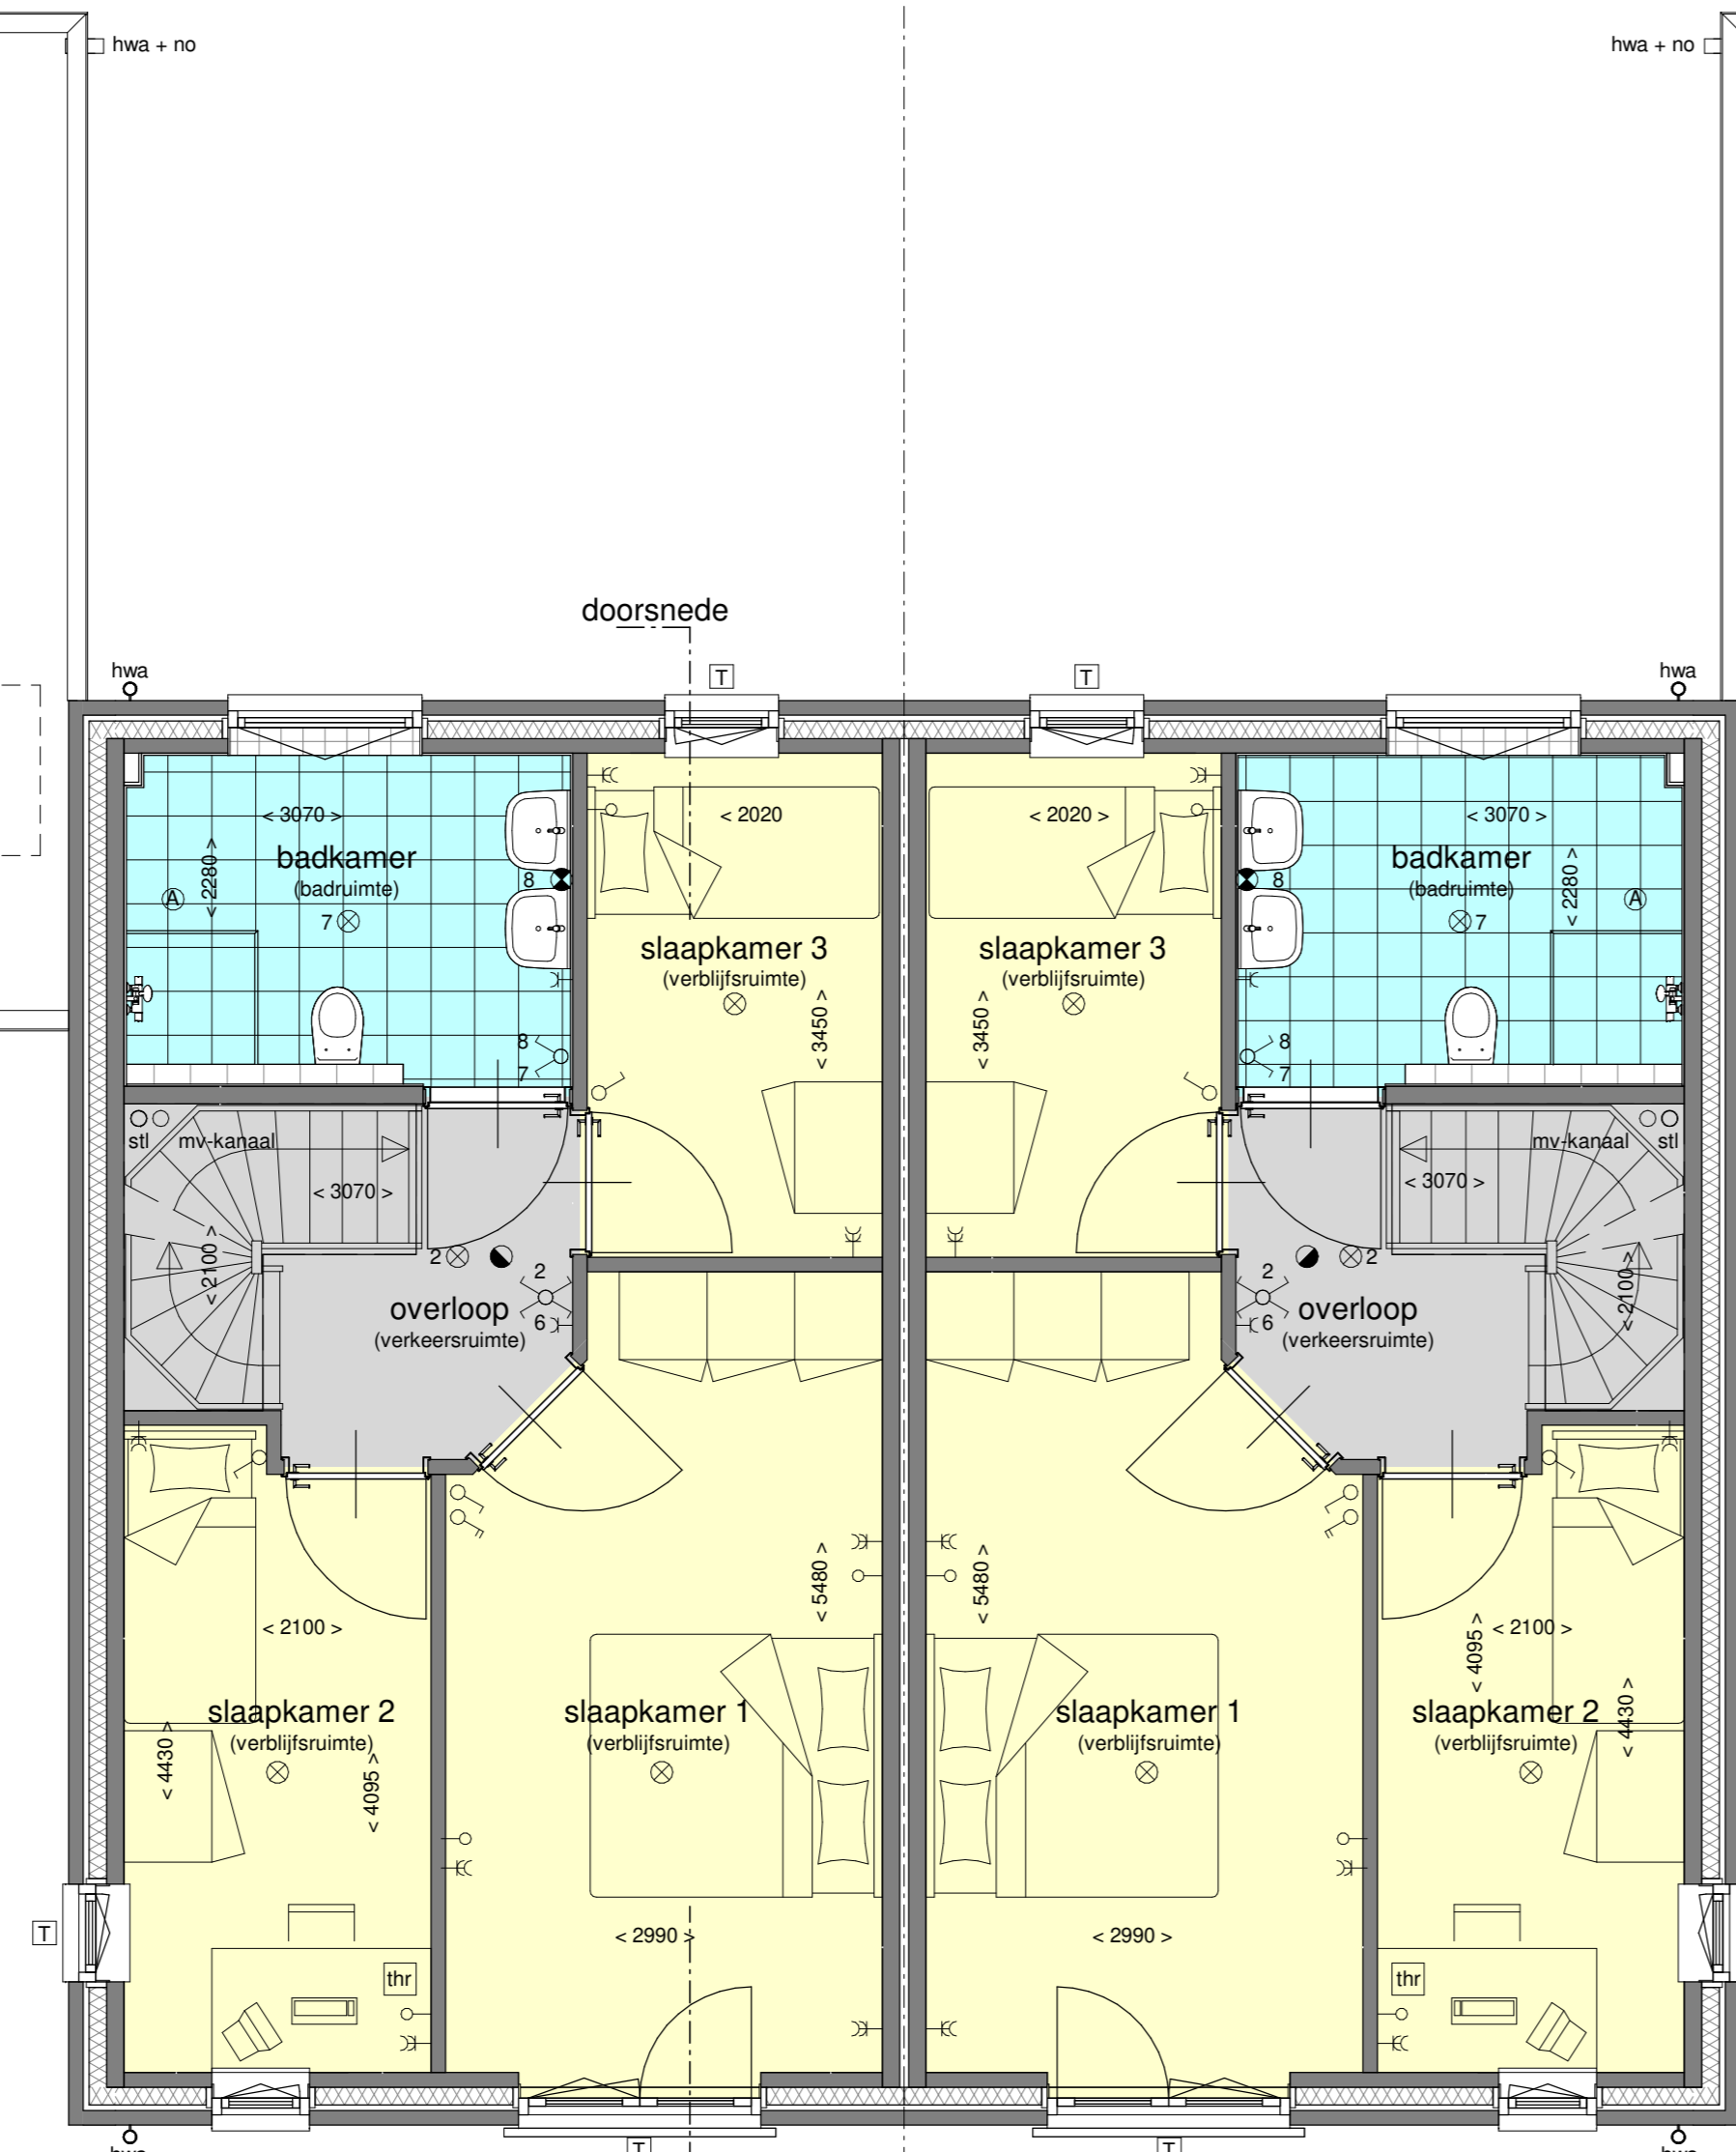 hwa + no
hwa + no
doorsnede
hwa
T
T
hwa
< 3070 >
< 2020
< 2020 >
< 3070 >
badkamer
(badruimte)
< 2280 >
A
7
8
badkamer
(badruimte)
< 2280 >
A
7
8
slaapkamer 3
(verblijfsruimte)
< 3450 >
slaapkamer 3
(verblijfsruimte)
< 3450 >
8
7
8
7
stl
mv-kanaal
mv-kanaal
stl
< 3070 >
< 3070 >
< 2100 >
< 2100 >
2
2
2
2
6
6
overloop
(verkeersruimte)
overloop
(verkeersruimte)
< 5480 >
< 5480 >
< 2100 >
< 4095 >
< 2100 >
slaapkamer 2
(verblijfsruimte)
slaapkamer 1
(verblijfsruimte)
slaapkamer 1
(verblijfsruimte)
slaapkamer 2
(verblijfsruimte)
< 4430 >
< 4095 >
< 4430 >
T
< 2990 >
< 2990 >
thr
thr
T
T
hwa
hwa